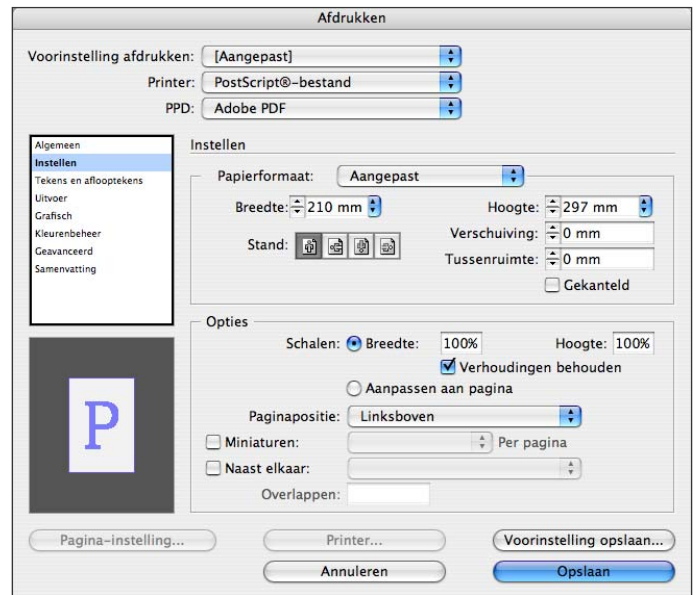 Afdrukken
Voorinstelling afdrukken: [Aangepast]
Printer: PostScript®-bestand
PPD: Adobe PDF
Algemeen
Instellen
Tekens en aflooptekens
Uitvoer
Grafisch
Kleurenbeheer
Geavanceerd
Samenvatting
Instellen
Papierformaat: Aangepast
Breedte: 210 mm Hoogte: 297 mm
Stand: Verschuiving: 0 mm
Tussenruimte: 0 mm
Gekanteld
Opties
Schalen: Breedte: 100% Hoogte: 100%
Verhoudingen behouden
Aanpassen aan pagina
Paginapositie: Linksboven
Miniaturen: Per pagina
Naast elkaar:
Overlappen:
P
Pagina-instelling... Printer... Voorinstelling opslaan...
Annuleren Opslaan